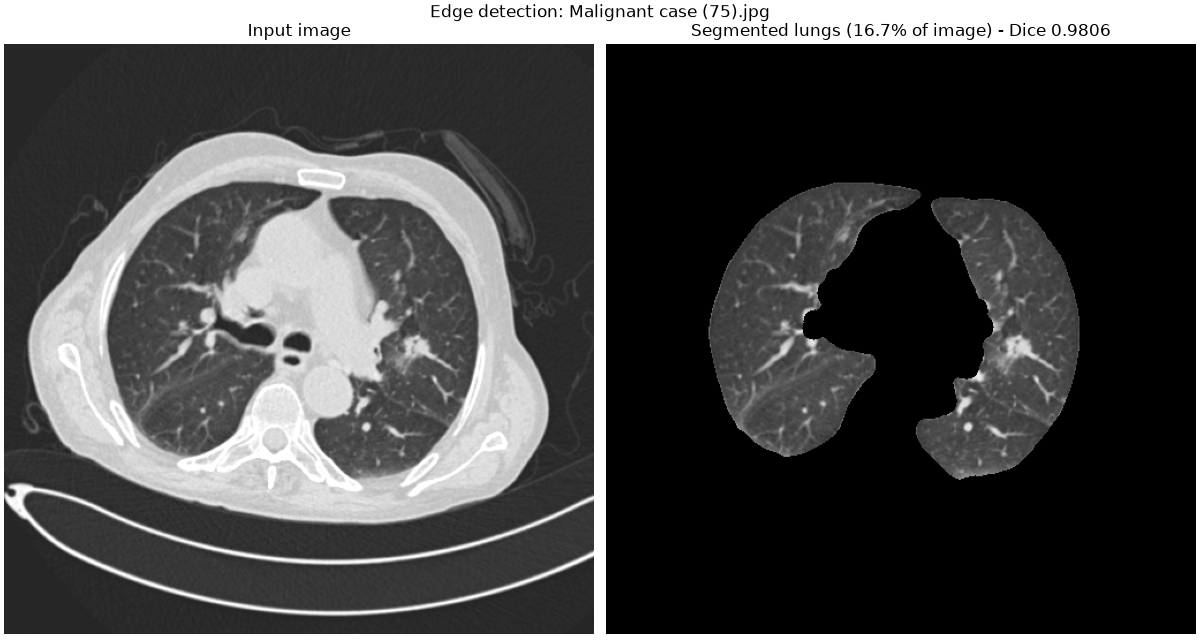 Edge detection: Malignant case (75).jpg
Input image
Segmented lungs (16.7% of image) - Dice 0.9806